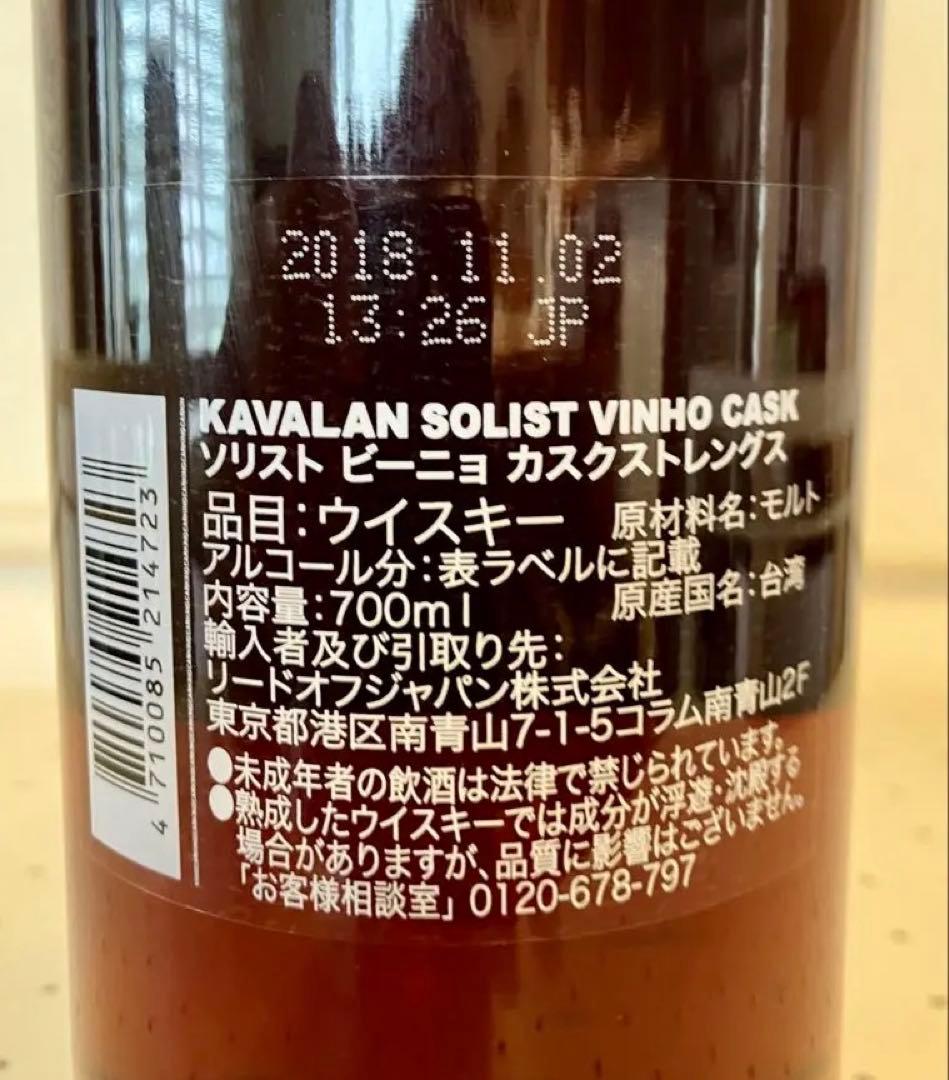 2018.11.02
13:26 JP
KAVALAN SOLIST VINHO CASK
ソリスト ビーニョ カスクストレングス
品目:ウイスキー 原材料名:モルト
アルコール分:表ラベルに記載
内容量:700ml 原産国名:台湾
輸入者及び引取り先:
リードオフジャパン株式会社
東京都港区南青山7-1-5コラム南青山2F
●未成年者の飲酒は法律で禁じられています。
●熟成したウイスキーでは成分が浮遊・沈殿する
場合がありますが、品質に影響はございません。
「お客様相談室」0120-678-797
4 710085 214723